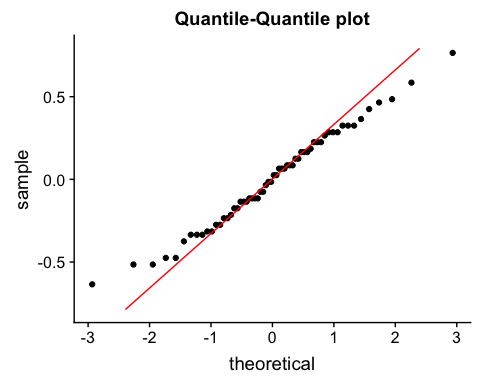 Quantile-Quantile plot
0.5
0.0
-0.5
sample
-3 -2 -1 0 1 2 3
theoretical